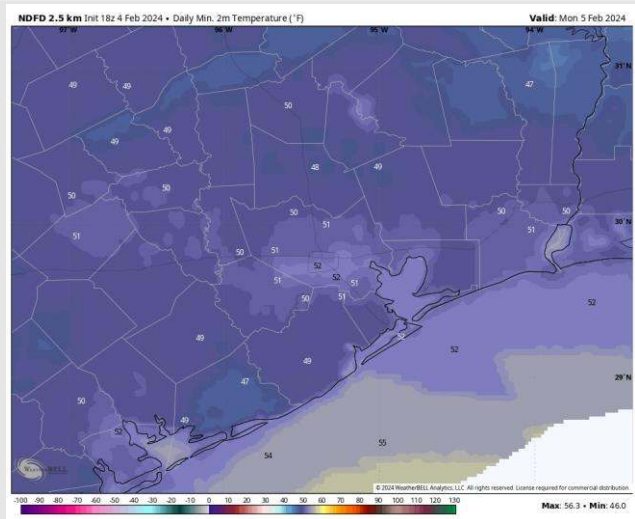 NDFD 2.5 km Init 18z 4 Feb 2024 • Daily Min. 2m Temperature (°F) Valid: Mon 5 Feb 2024
97°W 96°W 95°W 94°W
31°N
49 49 47
50
49
49
48 49
50 50
50 50 50
51 51 51
50 51
52
52
51 51
50 51
52
52
52
49
49
29°N
47
50
49
52
55
54
30°N
WeatherBELL
© 2024 WeatherBELL Analytics, LLC. All rights reserved. License required for commercial distribution.
-100 -90 -80 -70 -60 -50 -40 -30 -20 -10 0 10 20 30 40 50 60 70 80 90 100 110 120 130
Max: 56.3 • Min: 46.0